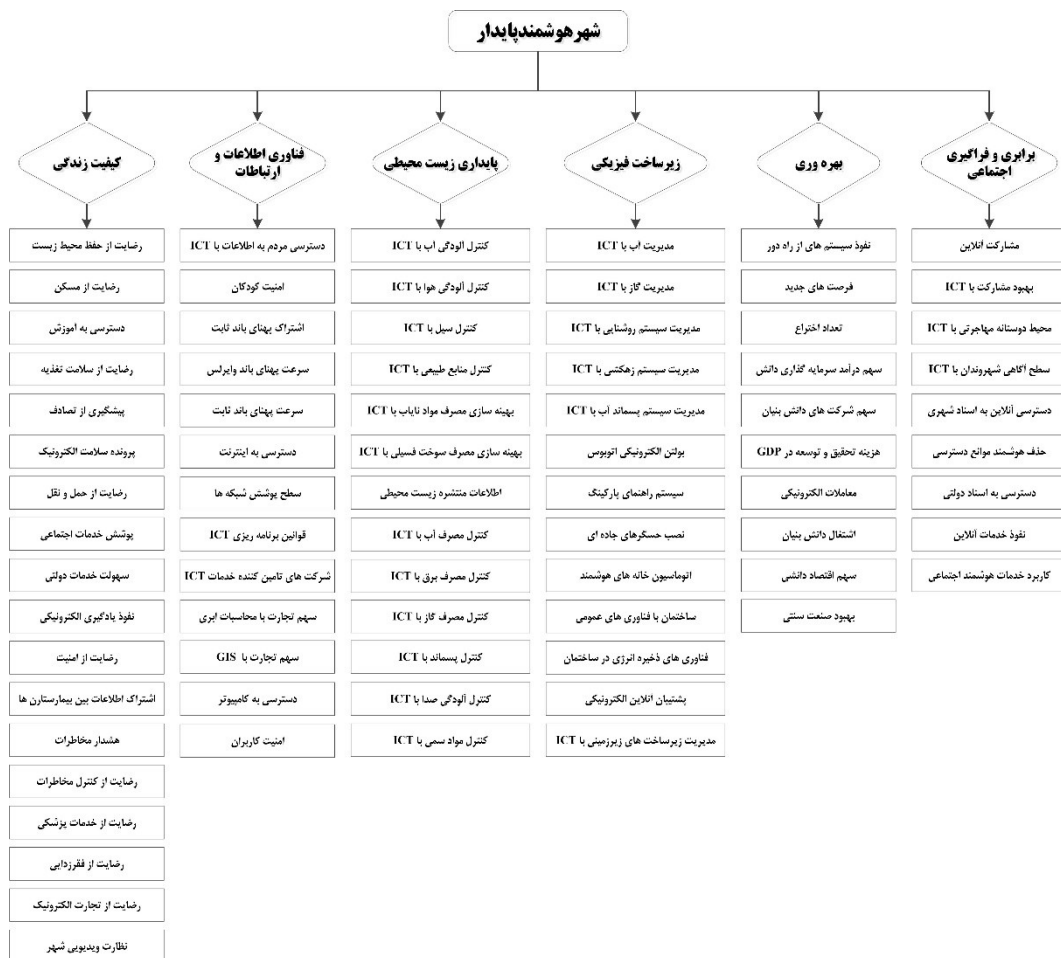 شهر هوشمند پایدار
برابری و فراگیری
اجتماعی
بهره وری
زیرساخت فیزیکی
پایداری زیست محیطی
فناوری اطلاعات و
ارتباطات
کیفیت زندگی
مشارکت آنلاین
بهبود مشارکت با ICT
محیط دوستانه مهاجرتی با ICT
سطح آگاهی شهروندان با ICT
دسترسی آنلاین به اسناد شهری
حذف هوشمند موانع دسترسی
دسترسی به اسناد دولتی
نفوذ خدمات آنلاین
کاربرد خدمات هوشمند اجتماعی
نفوذ سیستم های از راه دور
فرصت های جدید
تعداد اختراع
سهم درآمد سرمایه گذاری دانش
سهم شرکت های دانش بنیان
هزینه تحقیق و توسعه در GDP
معاملات الکترونیکی
اشتغال دانش بنیان
سهم اقتصاد دانشی
بهبود صنعت سنتی
مدیریت آب با ICT
مدیریت گاز با ICT
مدیریت سیستم روشنایی با ICT
مدیریت سیستم زهکشی با ICT
مدیریت سیستم پسماند آب با ICT
بولتن الکترونیکی اتوبوس
سیستم راهنمای پارکینگ
نصب حسگرهای جاده ای
اتوماسیون خانه های هوشمند
ساختمان با فناوری های عمومی
فناوری های ذخیره انرژی در ساختمان
پشتیبان آنلاین الکترونیکی
مدیریت زیرساخت های زیرزمینی با ICT
کنترل آلودگی آب با ICT
کنترل آلودگی هوا با ICT
کنترل سیل با ICT
کنترل منابع طبیعی با ICT
بهینه سازی مصرف مواد نایاب با ICT
بهینه سازی مصرف سوخت فسیلی با ICT
اطلاعات منتشره زیست محیطی
کنترل مصرف آب با ICT
کنترل مصرف برق با ICT
کنترل مصرف گاز با ICT
کنترل پسماند با ICT
کنترل آلودگی صدا با ICT
کنترل مواد سمی با ICT
دسترسی مردم به اطلاعات با ICT
امنیت کودکان
اشتراک پهنای باند ثابت
سرعت پهنای باند وایرلس
سرعت پهنای باند ثابت
دسترسی به اینترنت
سطح پوشش شبکه ها
قوانین برنامه ریزی ICT
شرکت های تامین کننده خدمات ICT
سهم تجارت با محاسبات ابری
سهم تجارت با GIS
دسترسی به کامپیوتر
امنیت کاربران
رضایت از حفظ محیط زیست
رضایت از مسکن
دسترسی به آموزش
رضایت از سلامت تغذیه
پیشگیری از تصادف
پرونده سلامت الکترونیک
رضایت از حمل و نقل
پوشش خدمات اجتماعی
سهولت خدمات دولتی
نفوذ یادگیری الکترونیکی
رضایت از امنیت
اشتراک اطلاعات بین بیمارستارن ها
هشدار مخاطرات
رضایت از کنترل مخاطرات
رضایت از خدمات پزشکی
رضایت از فقرزدایی
رضایت از تجارت الکترونیک
نظارت ویدیویی شهر